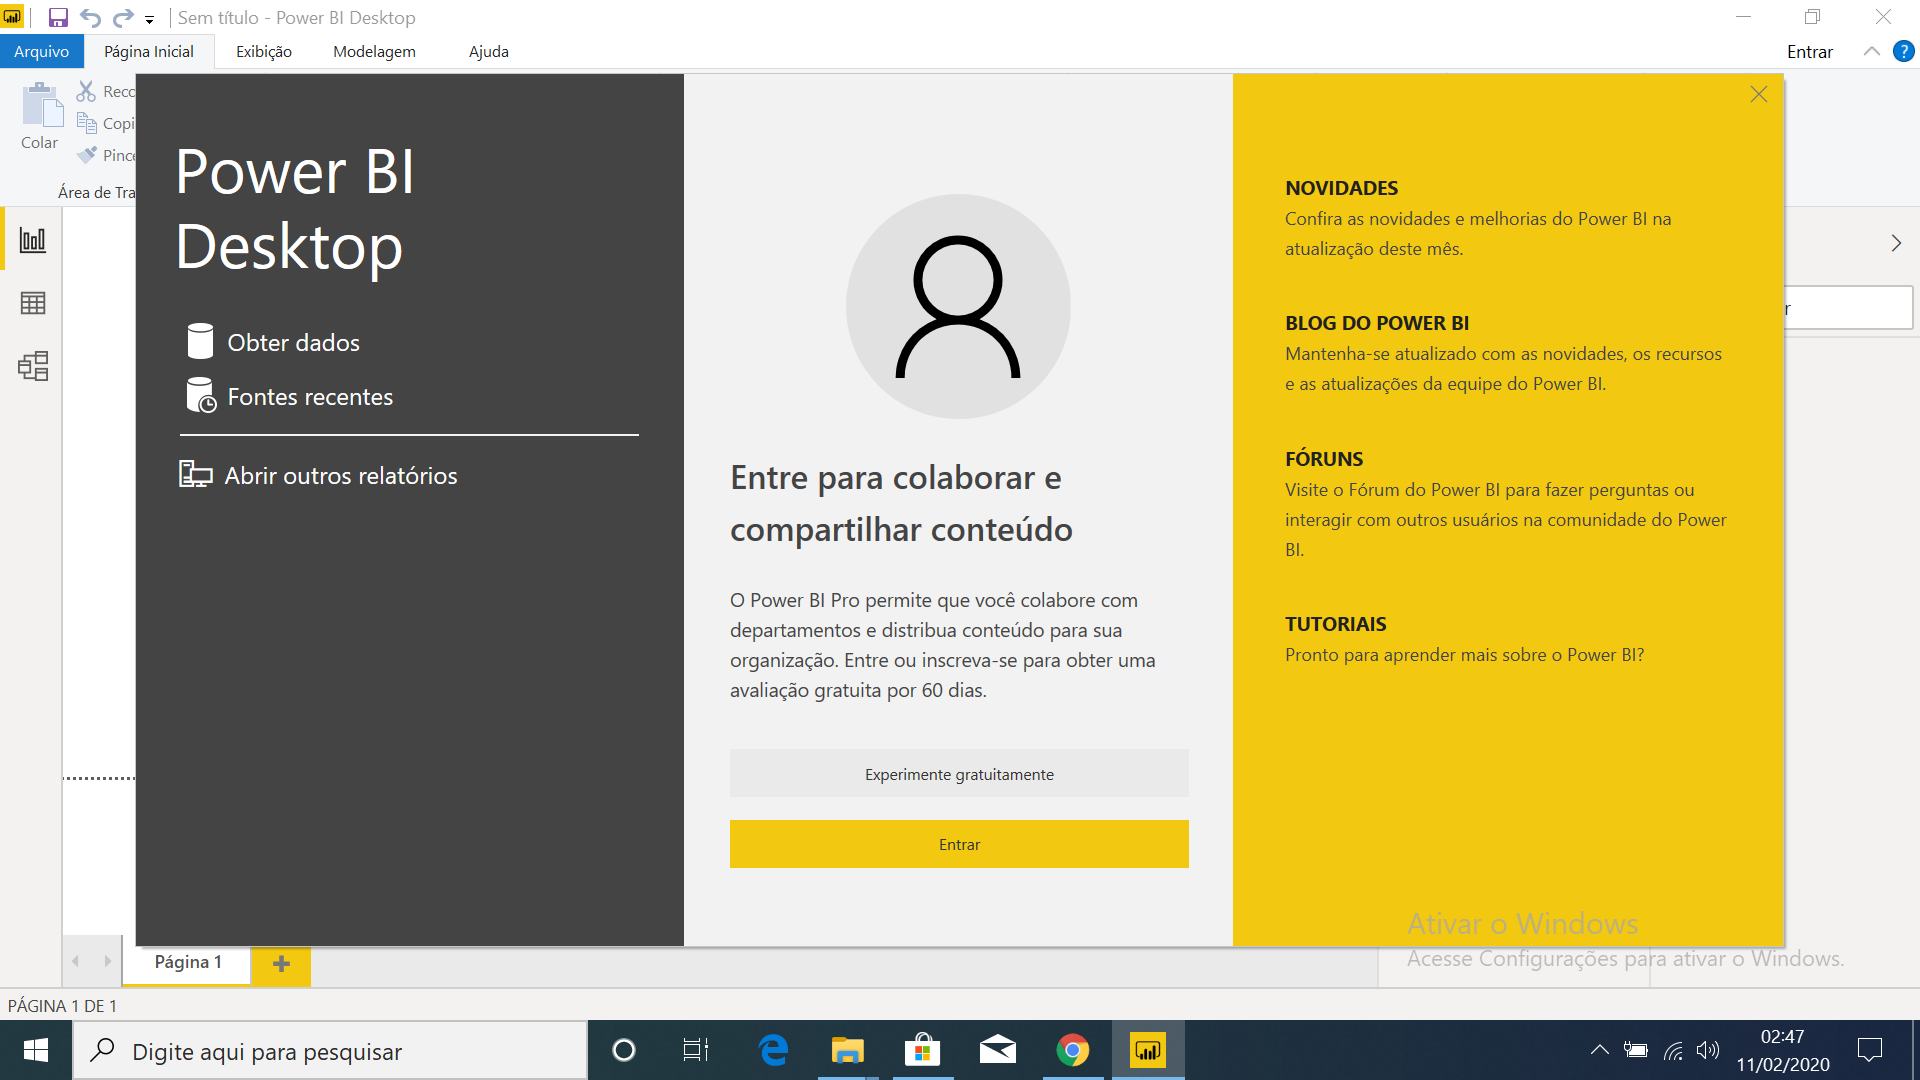 Sem título - Power BI Desktop
Arquivo Página Inicial Exibição Modelagem Ajuda Entrar ?
Reco
Copi
Pince
Colar
Área de Tra
Power BI
Desktop
Obter dados
Fontes recentes
Abrir outros relatórios
Entre para colaborar e
compartilhar conteúdo
O Power BI Pro permite que você colabore com
departamentos e distribua conteúdo para sua
organização. Entre ou inscreva-se para obter uma
avaliação gratuita por 60 dias.
Experimente gratuitamente
Entrar
NOVIDADES
Confira as novidades e melhorias do Power BI na
atualização deste mês.
BLOG DO POWER BI
Mantenha-se atualizado com as novidades, os recursos
e as atualizações da equipe do Power BI.
FÓRUNS
Visite o Fórum do Power BI para fazer perguntas ou
interagir com outros usuários na comunidade do Power
BI.
TUTORIAIS
Pronto para aprender mais sobre o Power BI?
r
Ativar o Windows
Acesse Configurações para ativar o Windows.
Página 1
PÁGINA 1 DE 1
Digite aqui para pesquisar
02:47
11/02/2020